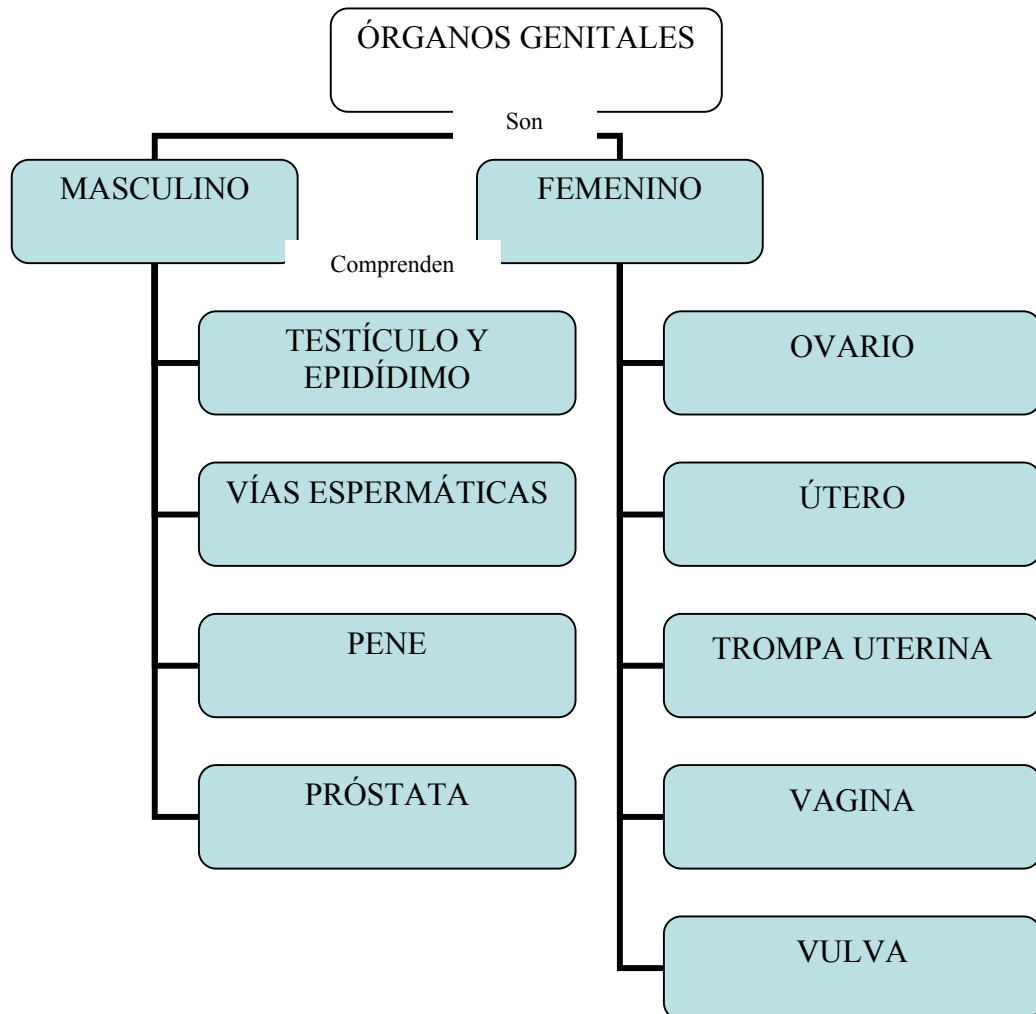 ÓRGANOS GENITALES
Son
MASCULINO
FEMENINO
Comprenden
TESTÍCULO Y
EPIDÍDIMO
OVARIO
VÍAS ESPERMÁTICAS
ÚTERO
PENE
TROMPA UTERINA
PRÓSTATA
VAGINA
VULVA